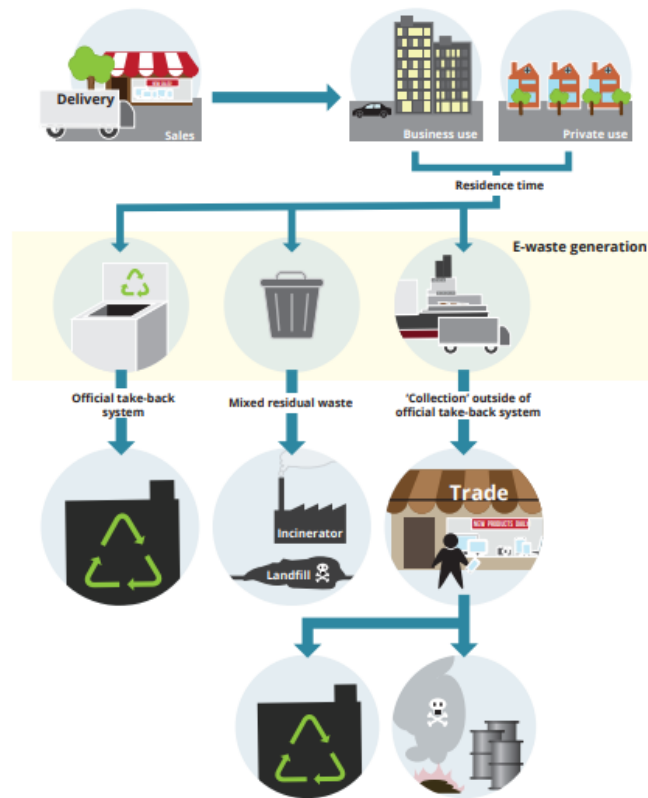 Delivery
Sales
Business use
Private use
Residence time
E-waste generation
Official take-back
system
Mixed residual waste
‘Collection’ outside of
official take-back system
Incinerator
Landfill
Trade
NEW PRODUCTS ONLY